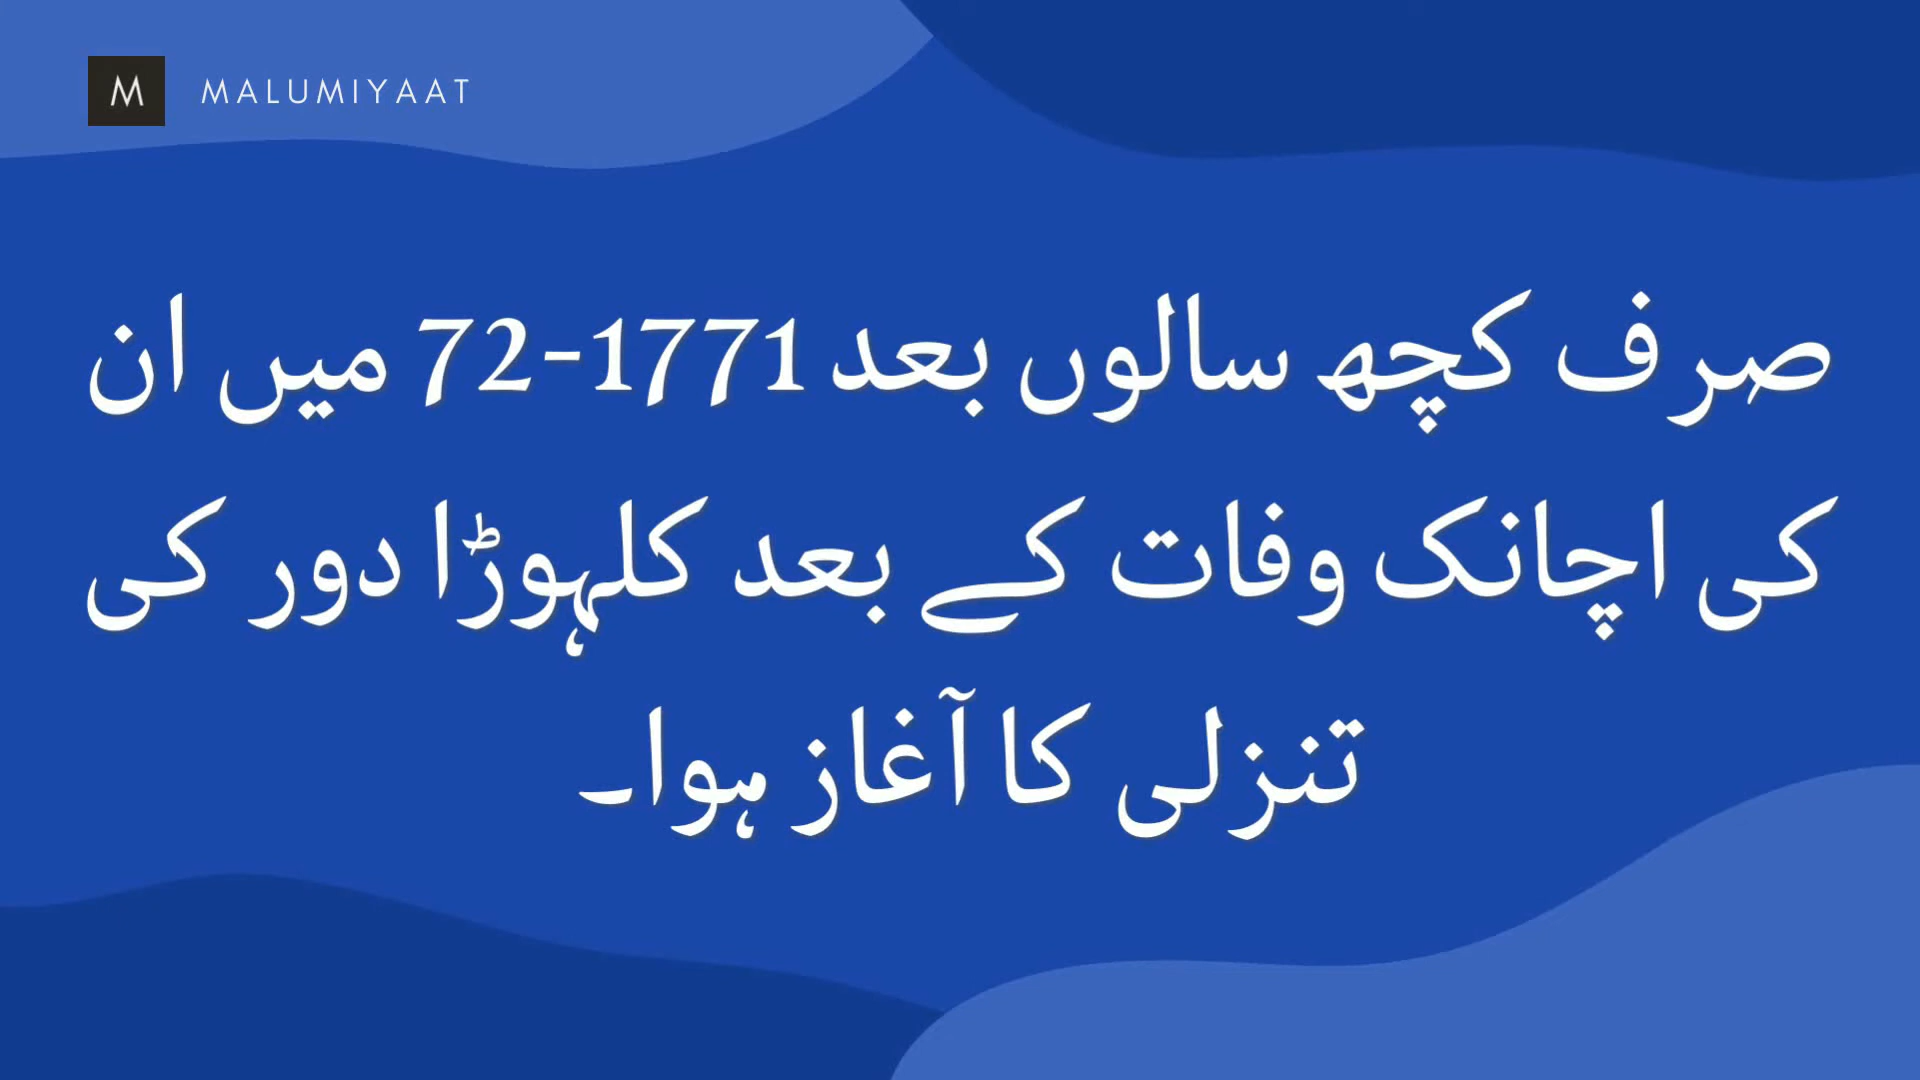 M MALUMIYAAT
صرف کچھ سالوں بعد 1771-72 میں ان
کی اچانک وفات کے بعد کلہوڑا دور کی
تنزلی کا آغاز ہوا۔